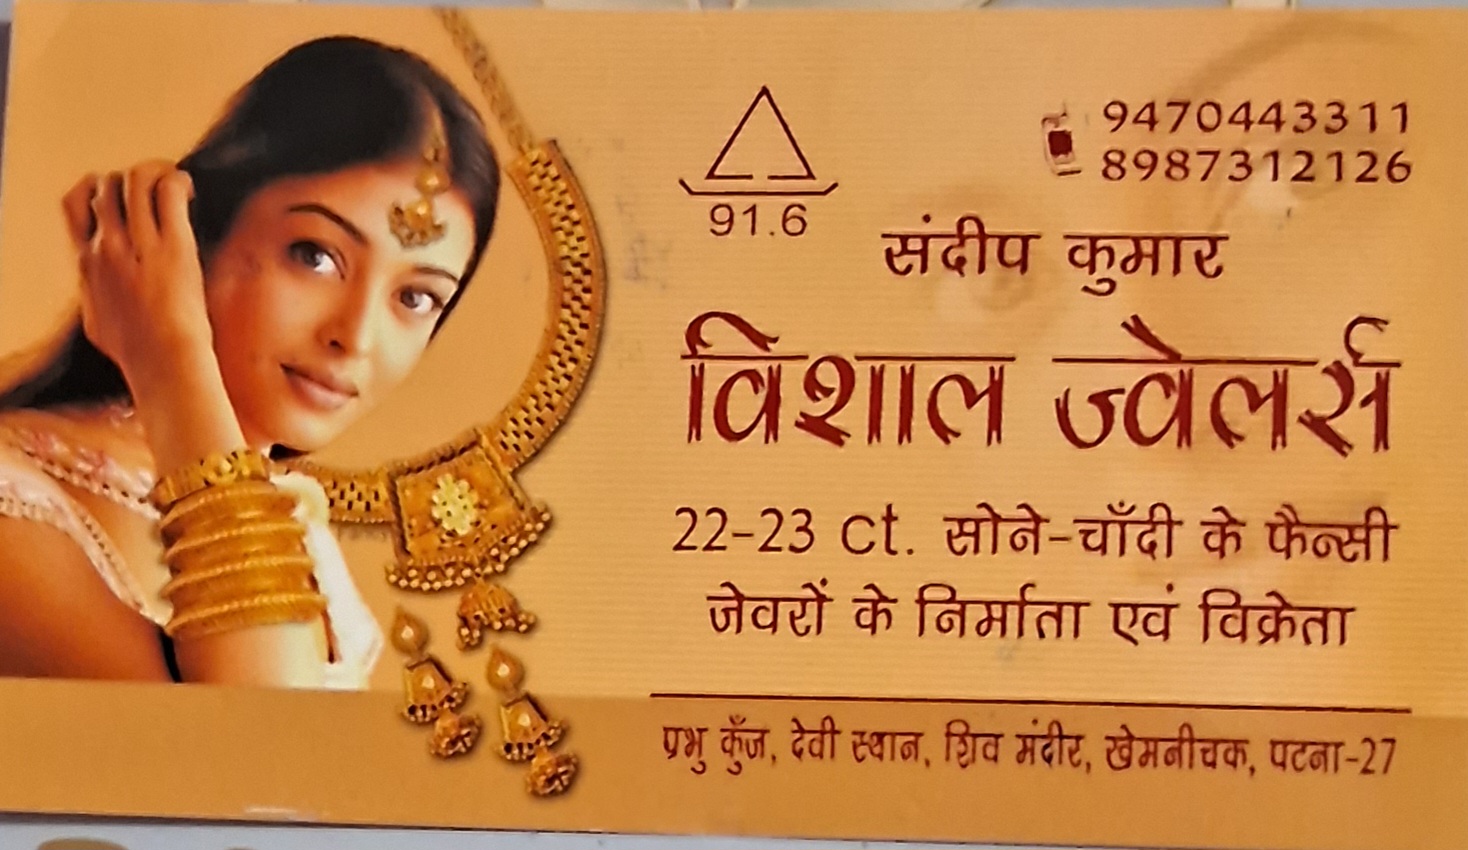 91.6
9470443311
8987312126
संदीप कुमार
विशाल ज्वेलर्स
22-23 ct. सोने-चाँदी के फैन्सी
जेवरों के निर्माता एवं विक्रेता
प्रभु कुँज, देवी स्थान, शिव मंदीर, खेमनीचक, पटना-27